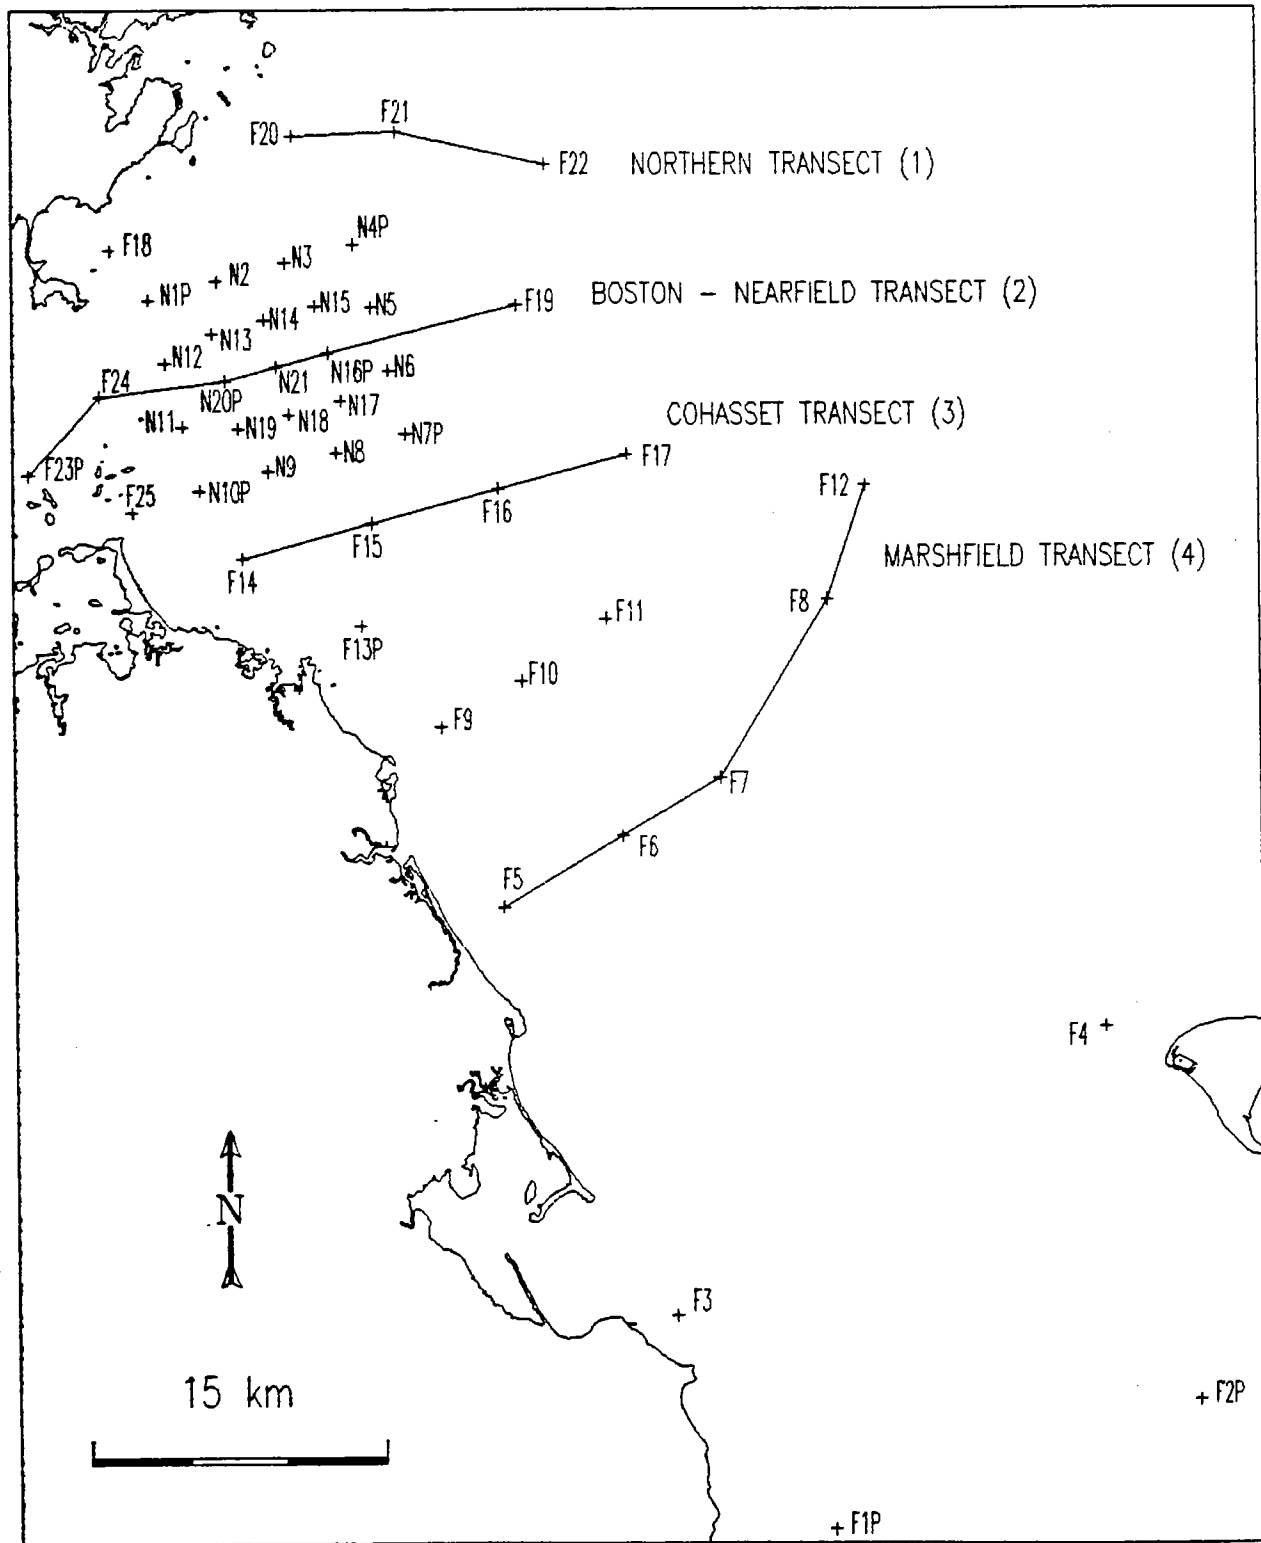 F21
F20
F22
NORTHERN TRANSECT (1)
N4P
F18
N3
N2
N1P
BOSTON - NEARFIELD TRANSECT (2)
N15
N5
F19
N14
N13
N12
N16P
N6
N21
F24
N20P
N17
N18
COHASSET TRANSECT (3)
N11
N19
N7P
N8
F17
F23P
N9
F12
N10P
F25
F16
F15
MARSHFIELD TRANSECT (4)
F14
F8
F11
F13P
F10
F9
F7
F6
F5
F4
N
F3
15 km
F2P
F1P